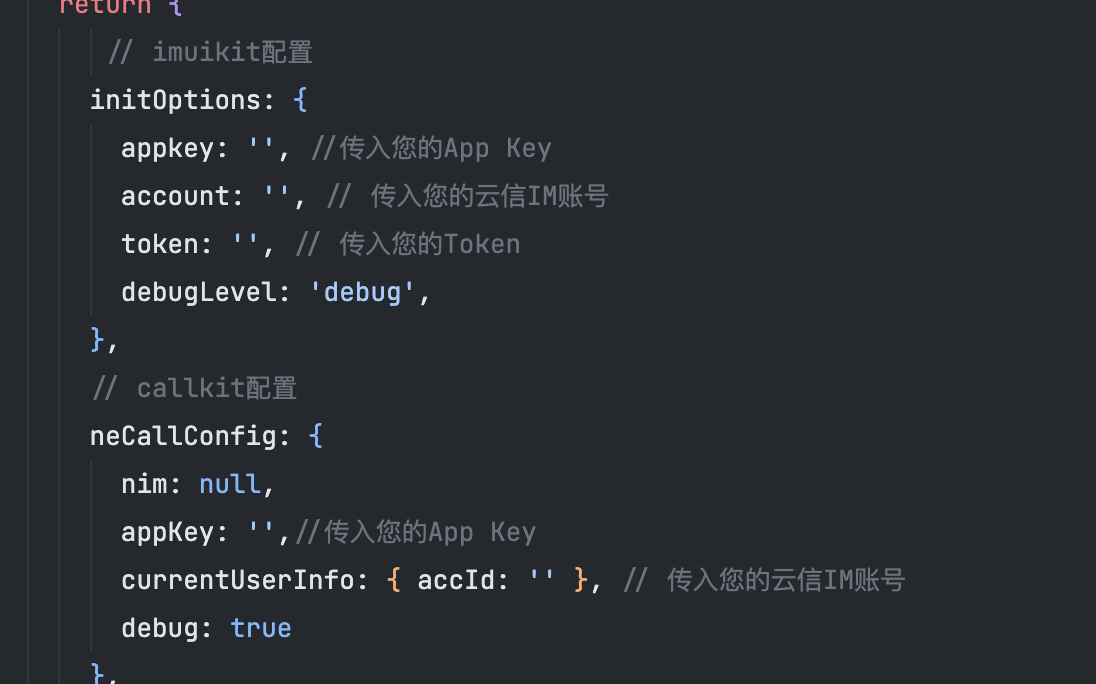 return {
// imuikit配置
initOptions: {
appkey: '', //传入您的App Key
account: '', // 传入您的云信IM账号
token: '', // 传入您的Token
debugLevel: 'debug',
},
// callkit配置
neCallConfig: {
nim: null,
appKey: '',//传入您的App Key
currentUserInfo: { accId: '' }, // 传入您的云信IM账号
debug: true
},